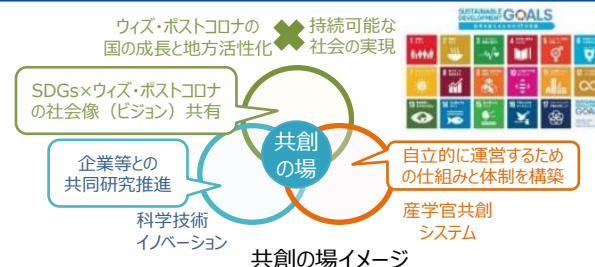 ウィズ・ポストコロナの
国の成長と地方活性化
持続可能な
社会の実現
SUSTAINABLE
DEVELOPMENT GOALS
SDGs×ウィズ・ポストコロナ
の社会像（ビジョン）共有
共創
の場
企業等との
共同研究推進
自立的に運営するため
の仕組みと体制を構築
科学技術
イノベーション
産学官共創
システム
共創の場イメージ